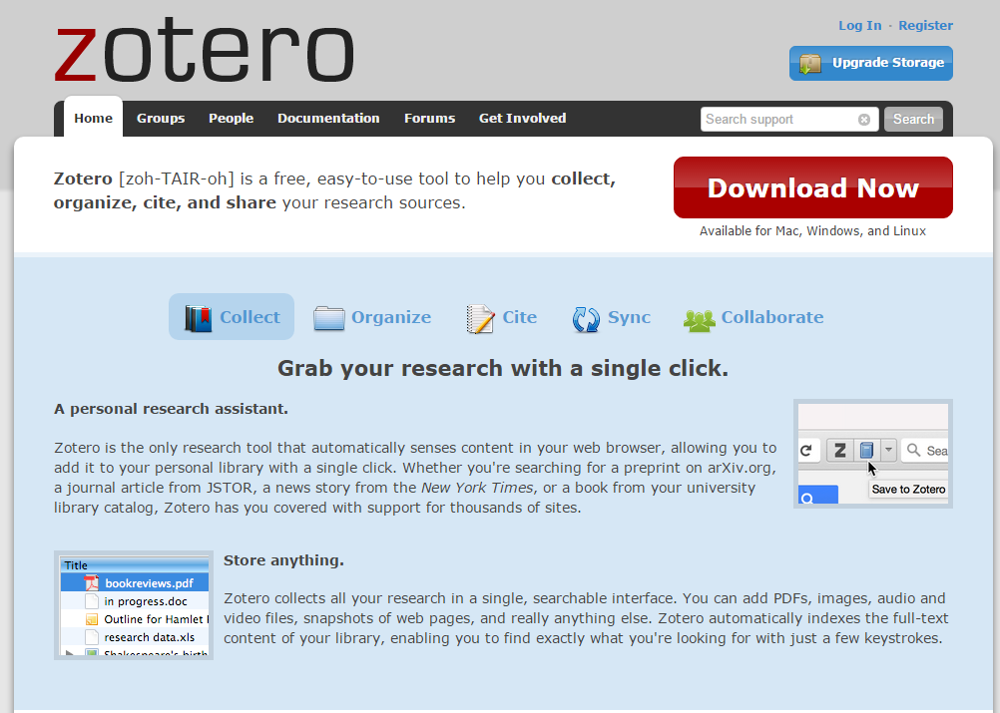 zotero
Log In · Register
Upgrade Storage
Home Groups People Documentation Forums Get Involved
Search support
Search
Zotero [zoh-TAIR-oh] is a free, easy-to-use tool to help you collect,
organize, cite, and share your research sources.
Download Now
Available for Mac, Windows, and Linux
Collect Organize Cite Sync Collaborate
Grab your research with a single click.
A personal research assistant.
Zotero is the only research tool that automatically senses content in your web browser, allowing you to
add it to your personal library with a single click. Whether you're searching for a preprint on arXiv.org,
a journal article from JSTOR, a news story from the New York Times, or a book from your university
library catalog, Zotero has you covered with support for thousands of sites.
Z
Sea
Save to Zotero
Title
bookreviews.pdf
in progress.doc
Outline for Hamlet
research data.xls
Shakespeare's birth
Store anything.
Zotero collects all your research in a single, searchable interface. You can add PDFs, images, audio and
video files, snapshots of web pages, and really anything else. Zotero automatically indexes the full-text
content of your library, enabling you to find exactly what you're looking for with just a few keystrokes.